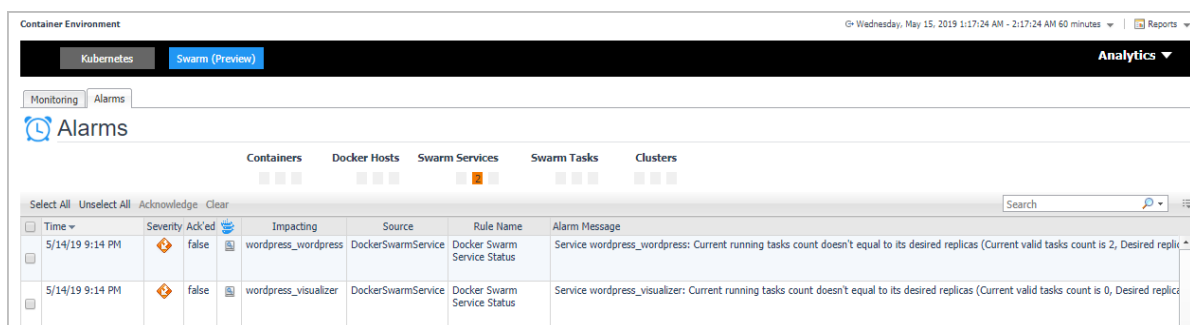 Container Environment
Wednesday, May 15, 2019 1:17:24 AM - 2:17:24 AM 60 minutes
Reports
Kubernetes
Swarm (Preview)
Analytics
Monitoring
Alarms
Alarms
Containers
Docker Hosts
Swarm Services
Swarm Tasks
Clusters
2
Select All Unselect All Acknowledge Clear
Search
Time Severity Ack'ed Impacting Source Rule Name Alarm Message
5/14/19 9:14 PM false wordpress_wordpress DockerSwarmService Docker Swarm Service wordpress_wordpress: Current running tasks count doesn't equal to its desired replicas (Current valid tasks count is 2, Desired
Service Status
5/14/19 9:14 PM false wordpress_visualizer DockerSwarmService Docker Swarm Service wordpress_visualizer: Current running tasks count doesn't equal to its desired replicas (Current valid tasks count is 0, Desired
Service Status